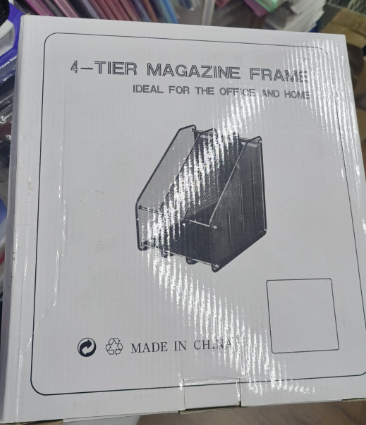 4-TIER MAGAZINE FRAME
IDEAL FOR THE OFFICE AND HOME
MADE IN CHINA